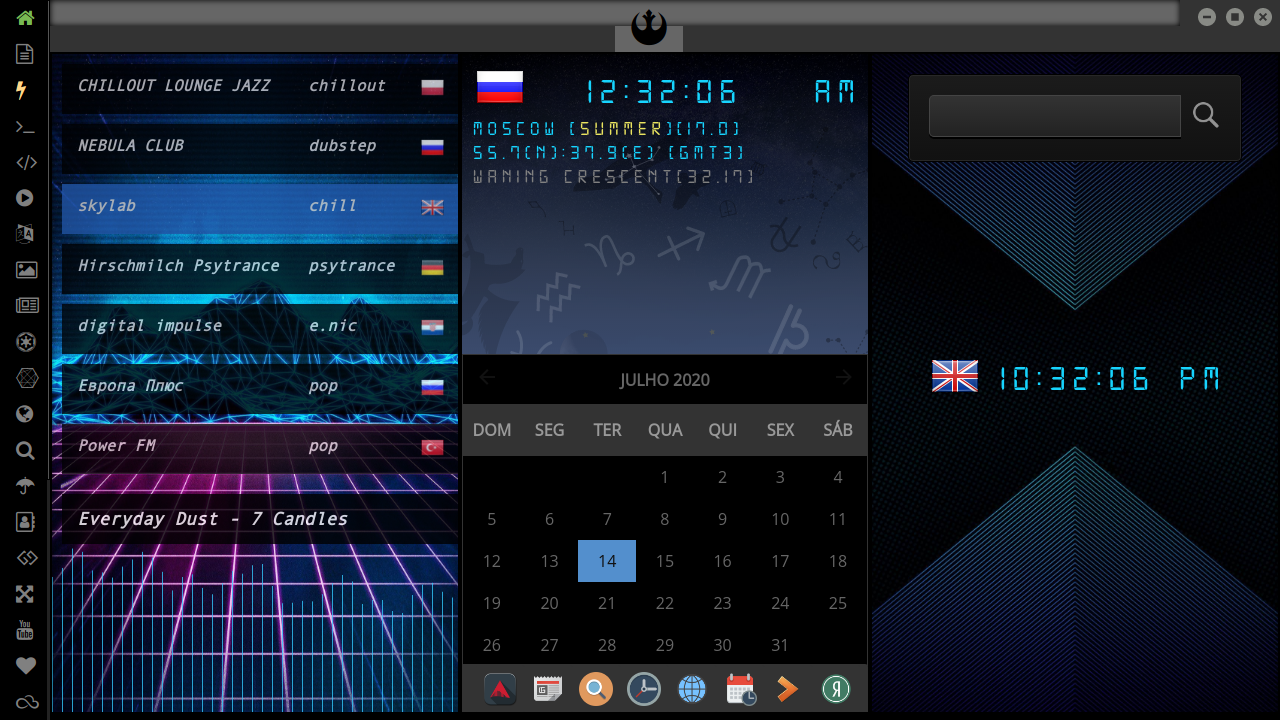 CHILLOUT LOUNGE JAZZ chillout
NEBULA CLUB dubstep
skylab chill
Hirschmilch Psytrance psytrance
digital impulse e.nic
Европа Плюс pop
Power FM pop
Everyday Dust - 7 Candles
12:32:06 AM
MOSCOW (SUMMER)(17.0)
55.7(N):37.9(E) (GMT3)
WANING CRESCENT(32.17)
JULHO 2020
DOM SEG TER QUA QUI SEX SÁB
1 2 3 4
5 6 7 8 9 10 11
12 13 14 15 16 17 18
19 20 21 22 23 24 25
26 27 28 29 30 31
10:32:06 PM
You
Tube
Я